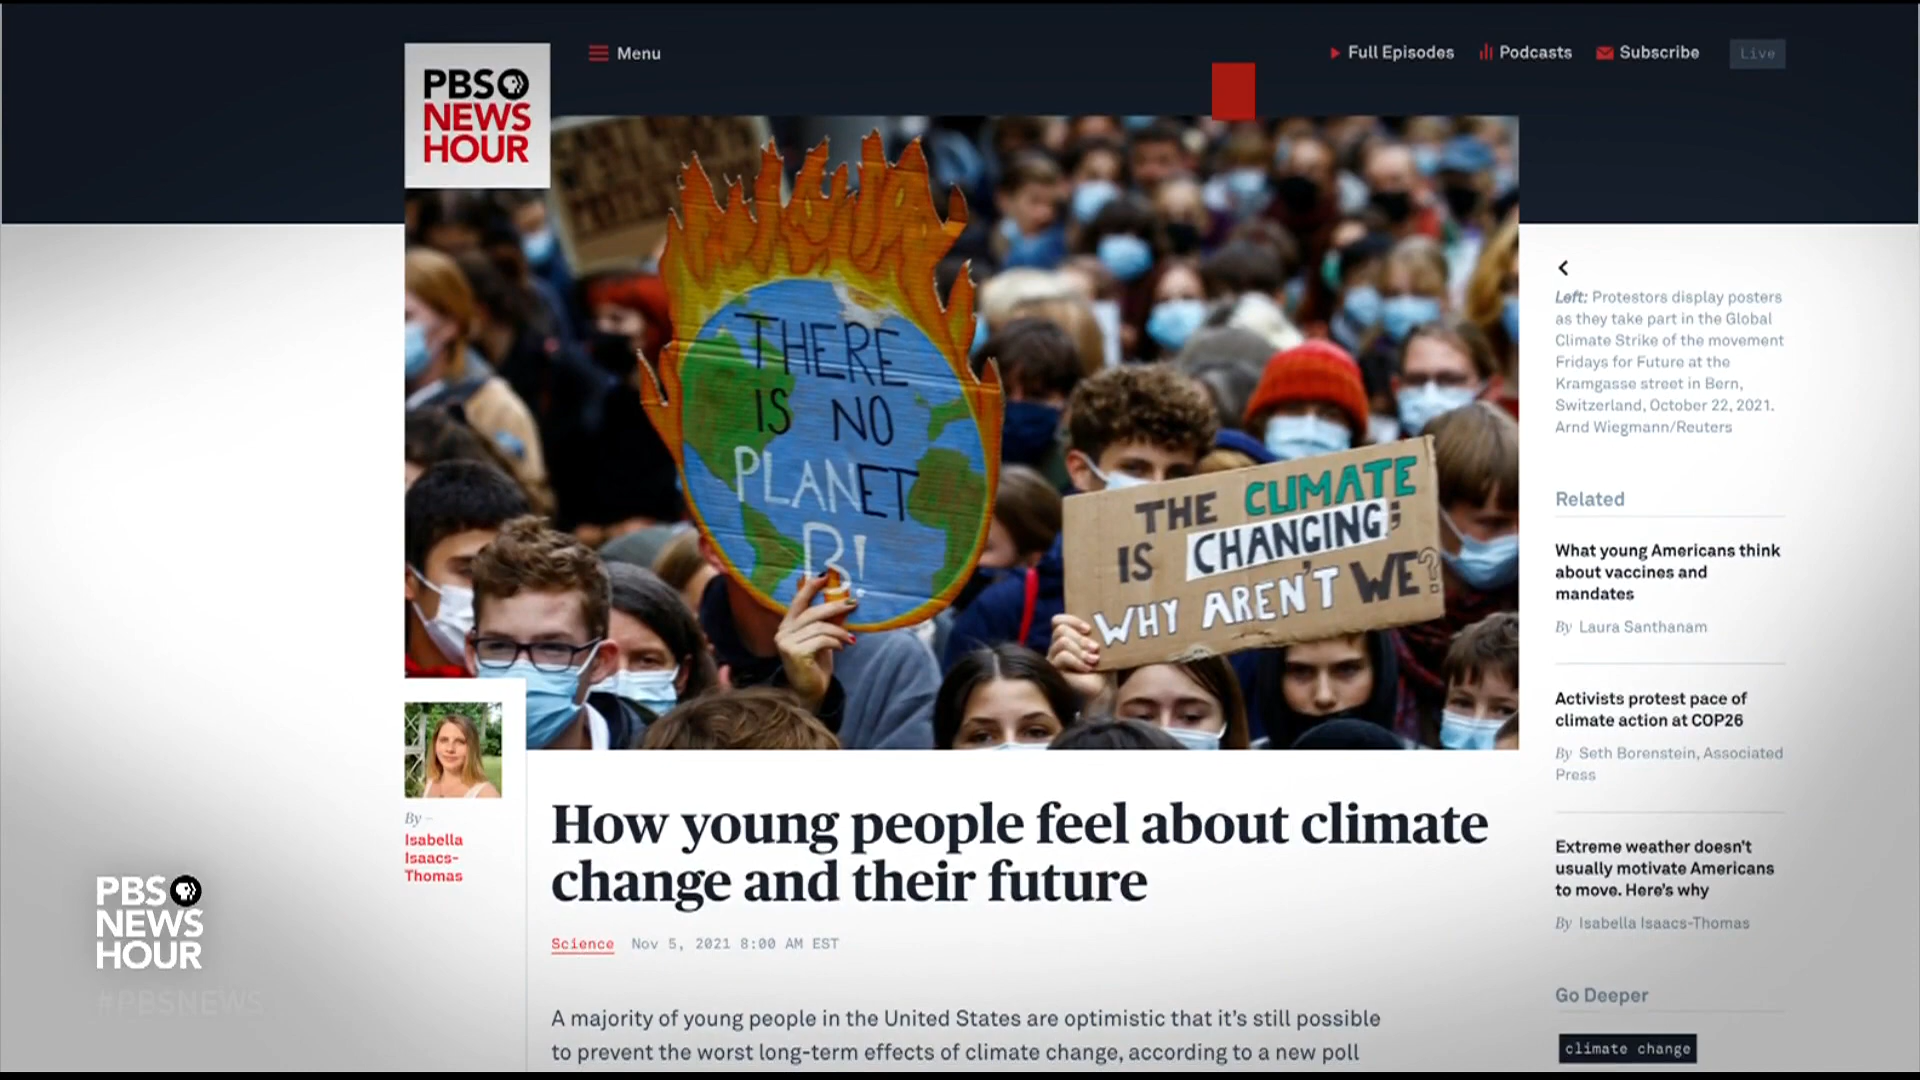 PBS
NEWS
HOUR
Menu
Full Episodes
Podcasts
Subscribe
Live
THERE
IS NO
PLANET
B!
THE CLIMATE
IS CHANGING;
WHY AREN'T WE?
Left: Protestors display posters
as they take part in the Global
Climate Strike of the movement
Fridays for Future at the
Kramgasse street in Bern,
Switzerland, October 22, 2021.
Arnd Wiegmann/Reuters
Related
What young Americans think
about vaccines and
mandates
By Laura Santhanam
Activists protest pace of
climate action at COP26
By Seth Borenstein, Associated
Press
Extreme weather doesn't
usually motivate Americans
to move. Here's why
By Isabella Isaacs-Thomas
Go Deeper
climate change
By –
Isabella
Isaacs-
Thomas
How young people feel about climate
change and their future
Science Nov 5, 2021 8:00 AM EST
A majority of young people in the United States are optimistic that it's still possible
to prevent the worst long-term effects of climate change, according to a new poll
PBS
NEWS
HOUR
#PBSNEWS